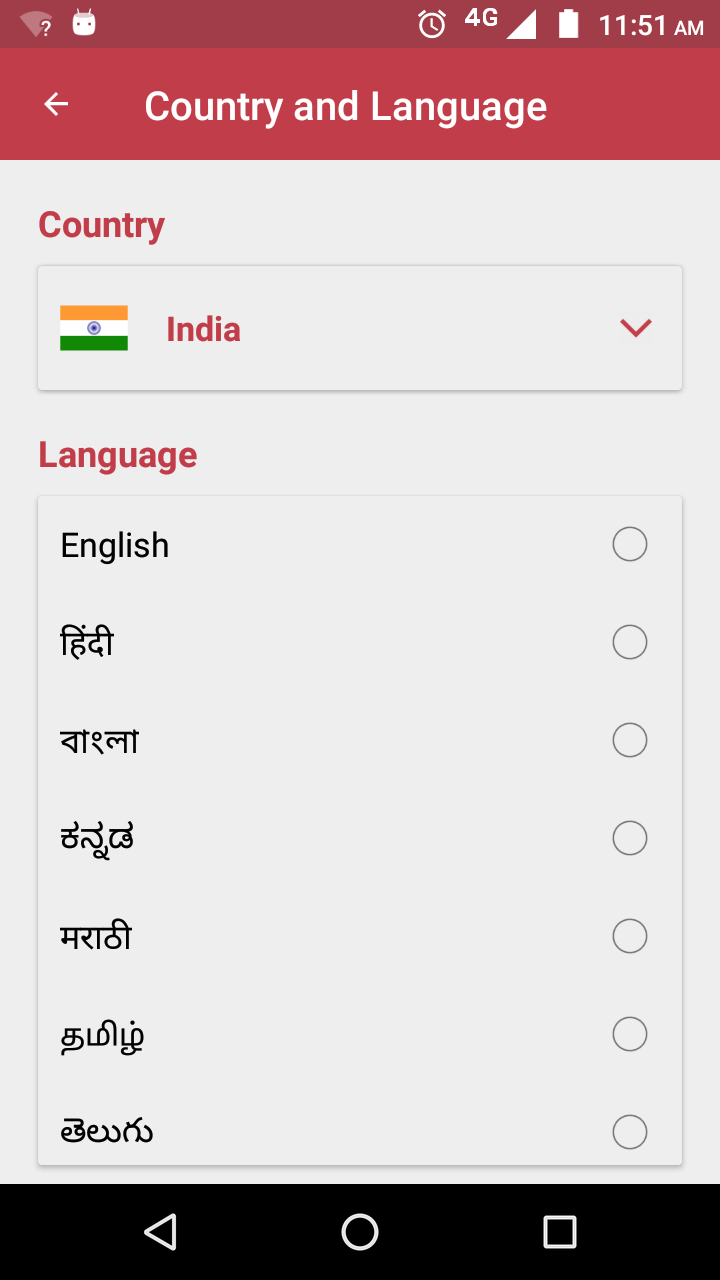 4G 11:51 AM
Country and Language
Country
India
Language
English
हिंदी
বাংলা
ಕನ್ನಡ
मराठी
தமிழ்
తెలుగు